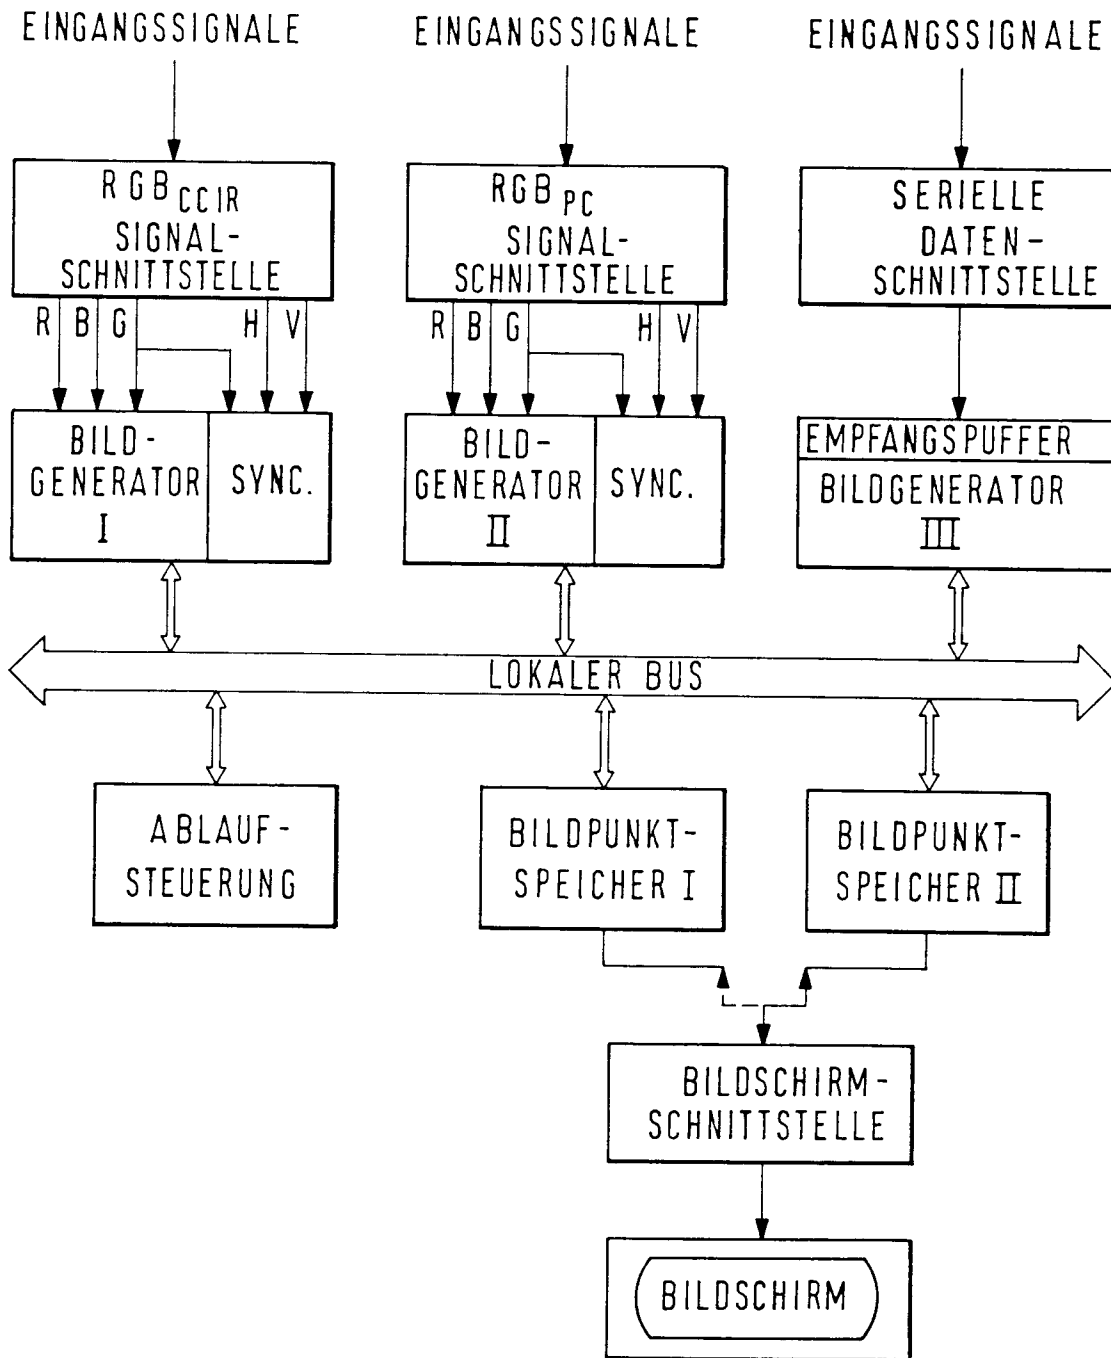 EINGANGSSIGNALE
EINGANGSSIGNALE
EINGANGSSIGNALE
RGB CCIR
SIGNAL-
SCHNITTSTELLE
RGB PC
SIGNAL-
SCHNITTSTELLE
SERIELLE
DATEN-
SCHNITTSTELLE
R B G H V
R B G H V
BILD-
GENERATOR
I
SYNC.
BILD-
GENERATOR
II
SYNC.
EMPFANGSPUFFER
BILDGENERATOR
III
LOKALER BUS
ABLAUF-
STEUERUNG
BILDPUNKT-
SPEICHER I
BILDPUNKT-
SPEICHER II
BILDSCHIRM-
SCHNITTSTELLE
BILDSCHIRM